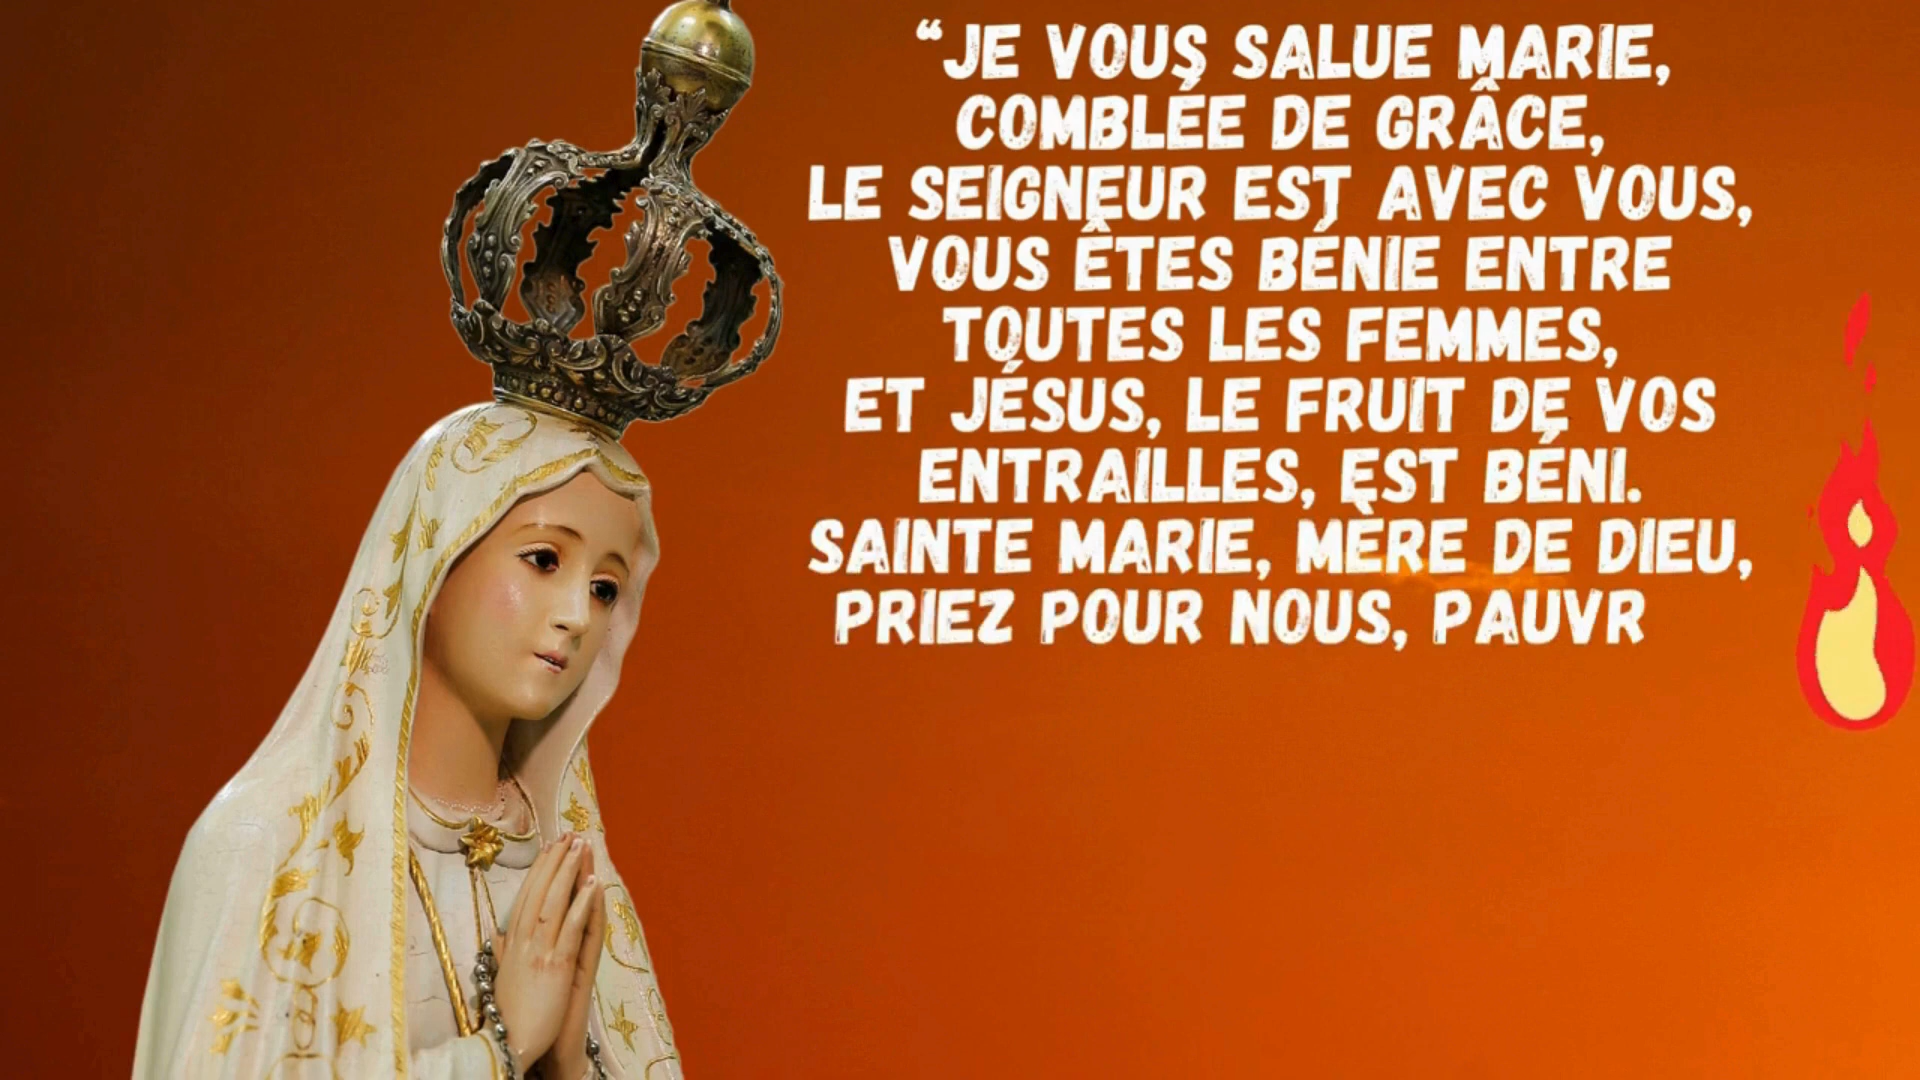 “JE VOUS SALUE MARIE,
COMBLÉE DE GRÂCE,
LE SEIGNEUR EST AVEC VOUS,
VOUS ÊTES BÉNIE ENTRE
TOUTES LES FEMMES,
ET JÉSUS, LE FRUIT DE VOS
ENTRAILLES, EST BÉNI.
SAINTE MARIE, MÈRE DE DIEU,
PRIEZ POUR NOUS, PAUVR